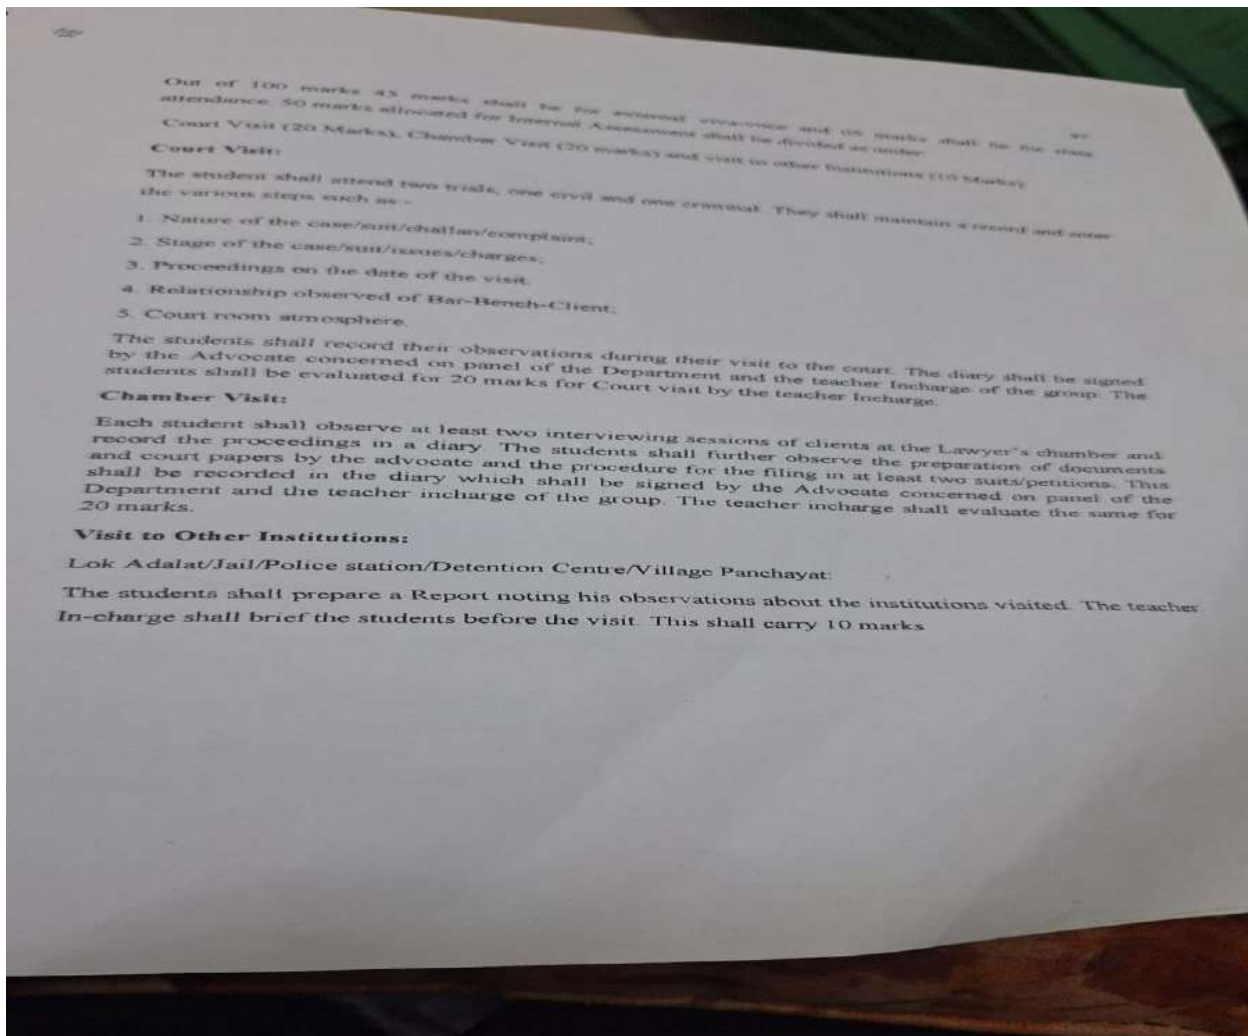 Out of 100 marks 45 marks shall be for external viva-voce and 05 marks shall be for class
attendance. 50 marks allocated for Internal Assessment shall be divided as under:
Court Visit (20 Marks), Chamber Visit (20 marks) and visit to other Institutions (10 Marks).
Court Visit:
The student shall attend two trials, one civil and one criminal. They shall maintain a record and enter
the various steps such as -
1. Nature of the case/suit/challan/complaint;
2. Stage of the case/suit/issues/charges;
3. Proceedings on the date of the visit.
4. Relationship observed of Bar-Bench-Client;
5. Court room atmosphere.
The students shall record their observations during their visit to the court. The diary shall be signed
by the Advocate concerned on panel of the Department and the teacher Incharge of the group. The
students shall be evaluated for 20 marks for Court visit by the teacher Incharge.
Chamber Visit:
Each student shall observe at least two interviewing sessions of clients at the Lawyer's chamber and
record the proceedings in a diary. The students shall further observe the preparation of documents
and court papers by the advocate and the procedure for the filing in at least two suits/petitions. This
shall be recorded in the diary which shall be signed by the Advocate concerned on panel of the
Department and the teacher incharge of the group. The teacher incharge shall evaluate the same for
20 marks.
Visit to Other Institutions:
Lok Adalat/Jail/Police station/Detention Centre/Village Panchayat:
The students shall prepare a Report noting his observations about the institutions visited. The teacher
In-charge shall brief the students before the visit. This shall carry 10 marks